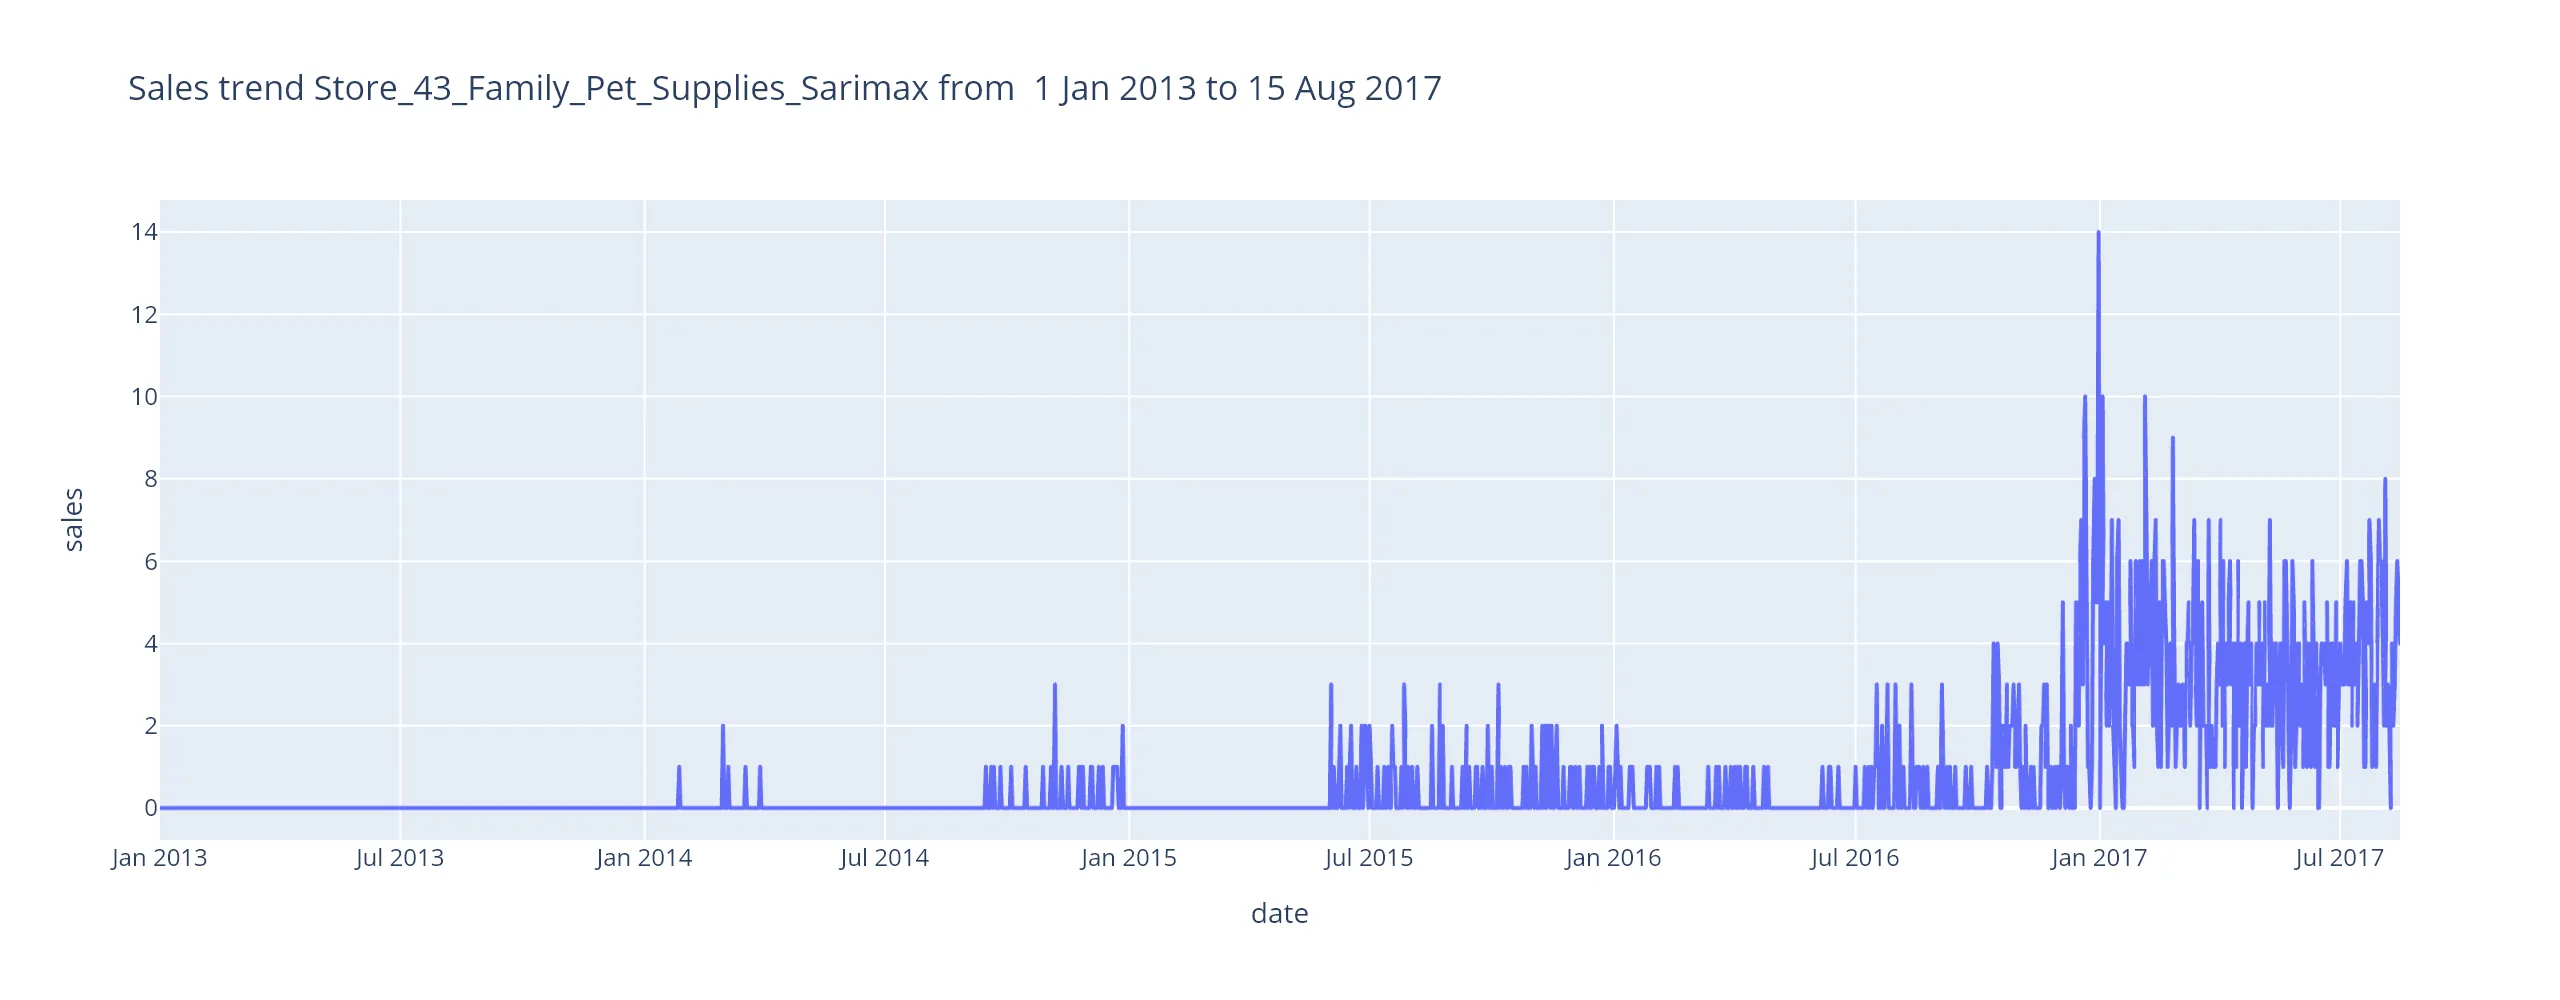 Sales trend Store_43_Family_Pet_Supplies_Sarimax from  1 Jan 2013 to 15 Aug 2017
14
12
10
8
6
4
2
0
sales
Jan 2013 Jul 2013 Jan 2014 Jul 2014 Jan 2015 Jul 2015 Jan 2016 Jul 2016 Jan 2017 Jul 2017
date